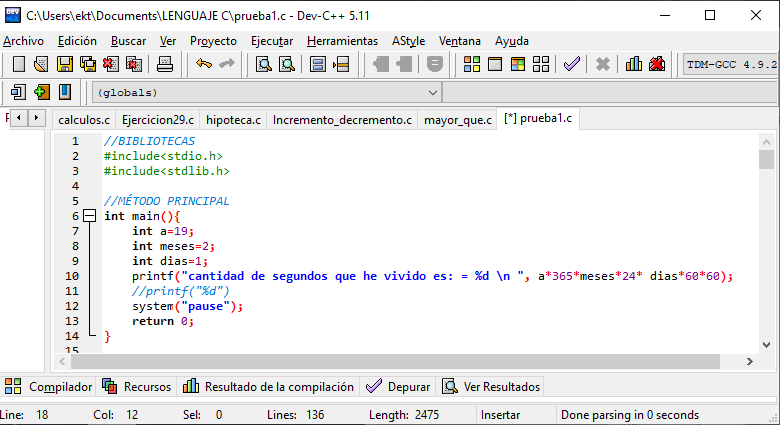 C:\Users\ekt\Documents\LENGUAJE C\prueba1.c - Dev-C++ 5.11
Archivo Edición Buscar Ver Proyecto Ejecutar Herramientas AStyle Ventana Ayuda
TDM-GCC 4.9.2
(globals)
calculos.c Ejercicion29.c hipoteca.c Incremento_decremento.c mayor_que.c [*] prueba1.c
1 //BIBLIOTECAS
2 #include<stdio.h>
3 #include<stdlib.h>
4
5 //MÉTODO PRINCIPAL
6 int main(){
7 int a=19;
8 int meses=2;
9 int dias=1;
10 printf("cantidad de segundos que he vivido es: = %d \n ", a*365*meses*24* dias*60*60);
11 //printf("%d")
12 system("pause");
13 return 0;
14 }
15
Compilador Recursos Resultado de la compilación Depurar Ver Resultados
Line: 18 Col: 12 Sel: 0 Lines: 136 Length: 2475 Insertar Done parsing in 0 seconds